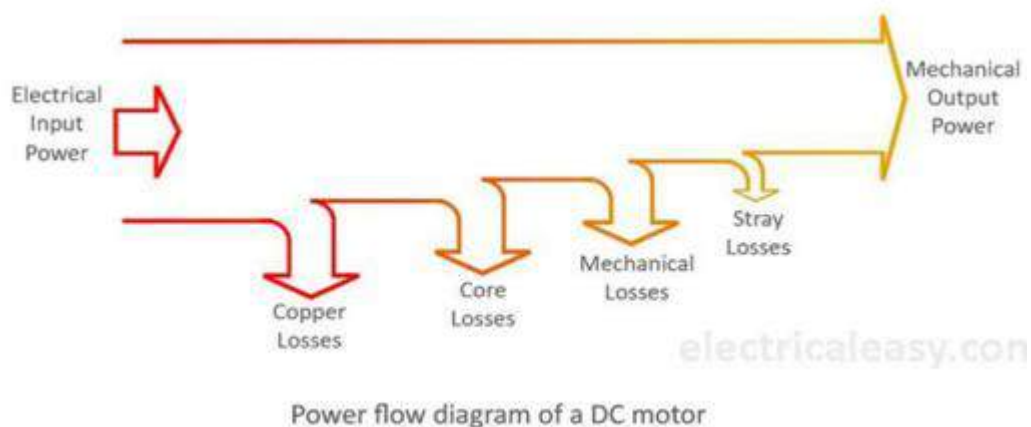 Electrical
Input
Power
Mechanical
Output
Power
Copper
Losses
Core
Losses
Mechanical
Losses
Stray
Losses
electricaleasy.com
Power flow diagram of a DC motor